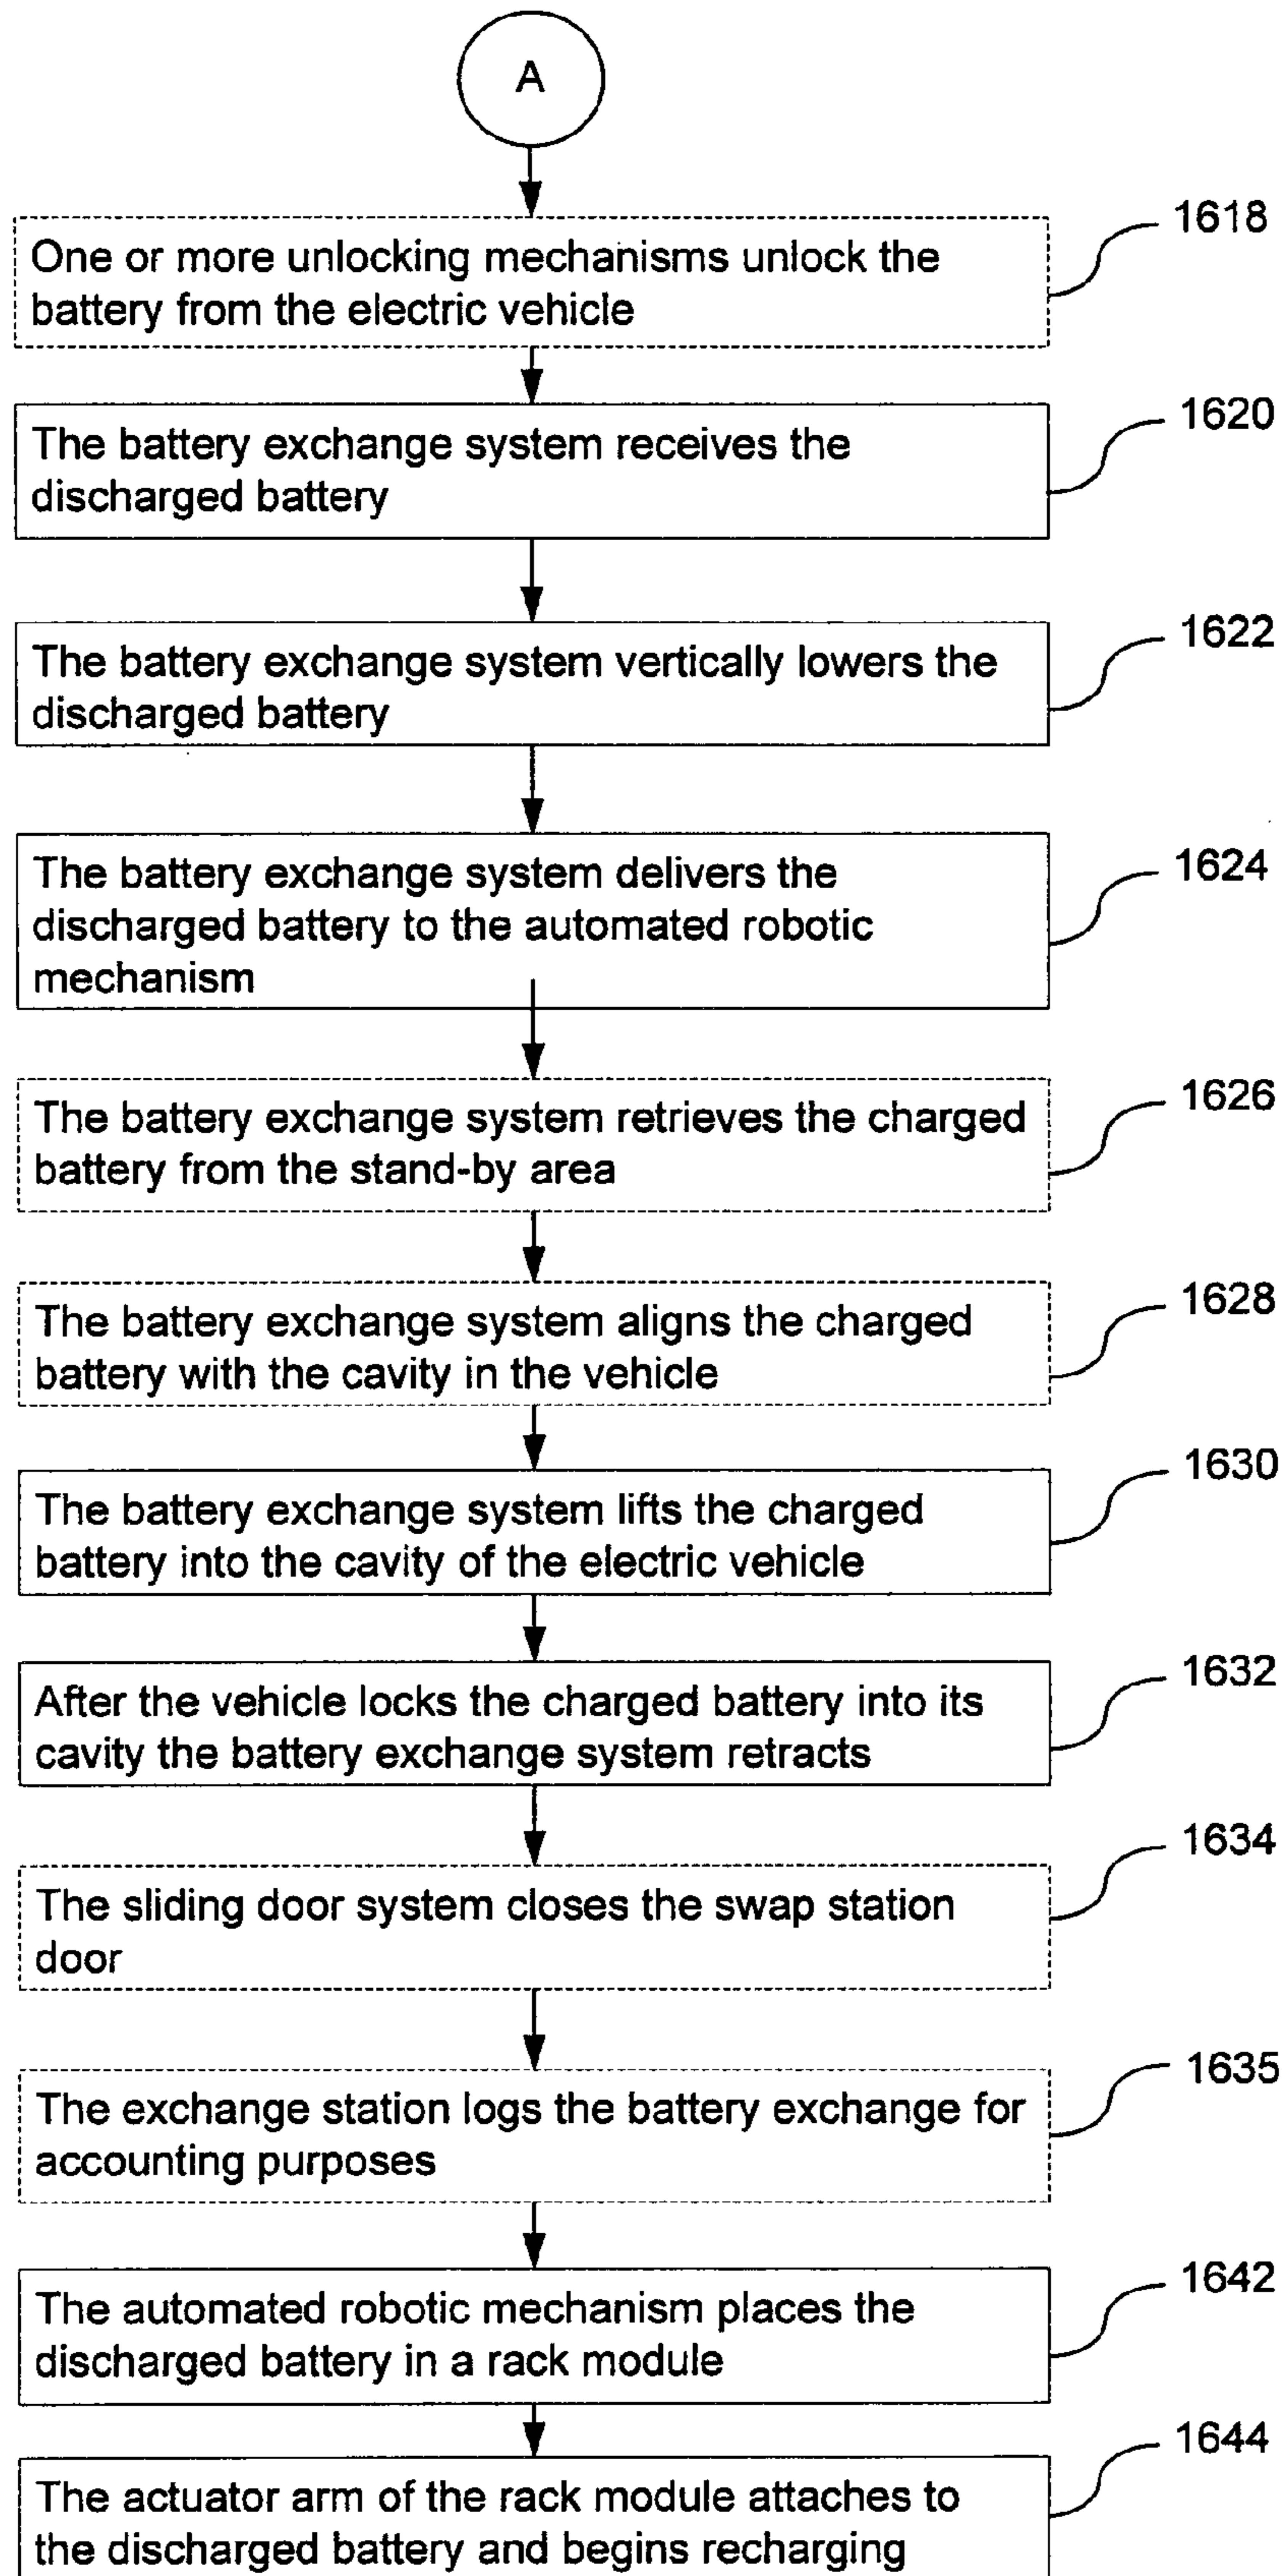 A
1618
One or more unlocking mechanisms unlock the
battery from the electric vehicle
1620
The battery exchange system receives the
discharged battery
1622
The battery exchange system vertically lowers the
discharged battery
1624
The battery exchange system delivers the
discharged battery to the automated robotic
mechanism
1626
The battery exchange system retrieves the charged
battery from the stand-by area
1628
The battery exchange system aligns the charged
battery with the cavity in the vehicle
1630
The battery exchange system lifts the charged
battery into the cavity of the electric vehicle
1632
After the vehicle locks the charged battery into its
cavity the battery exchange system retracts
1634
The sliding door system closes the swap station
door
1635
The exchange station logs the battery exchange for
accounting purposes
1642
The automated robotic mechanism places the
discharged battery in a rack module
1644
The actuator arm of the rack module attaches to
the discharged battery and begins recharging